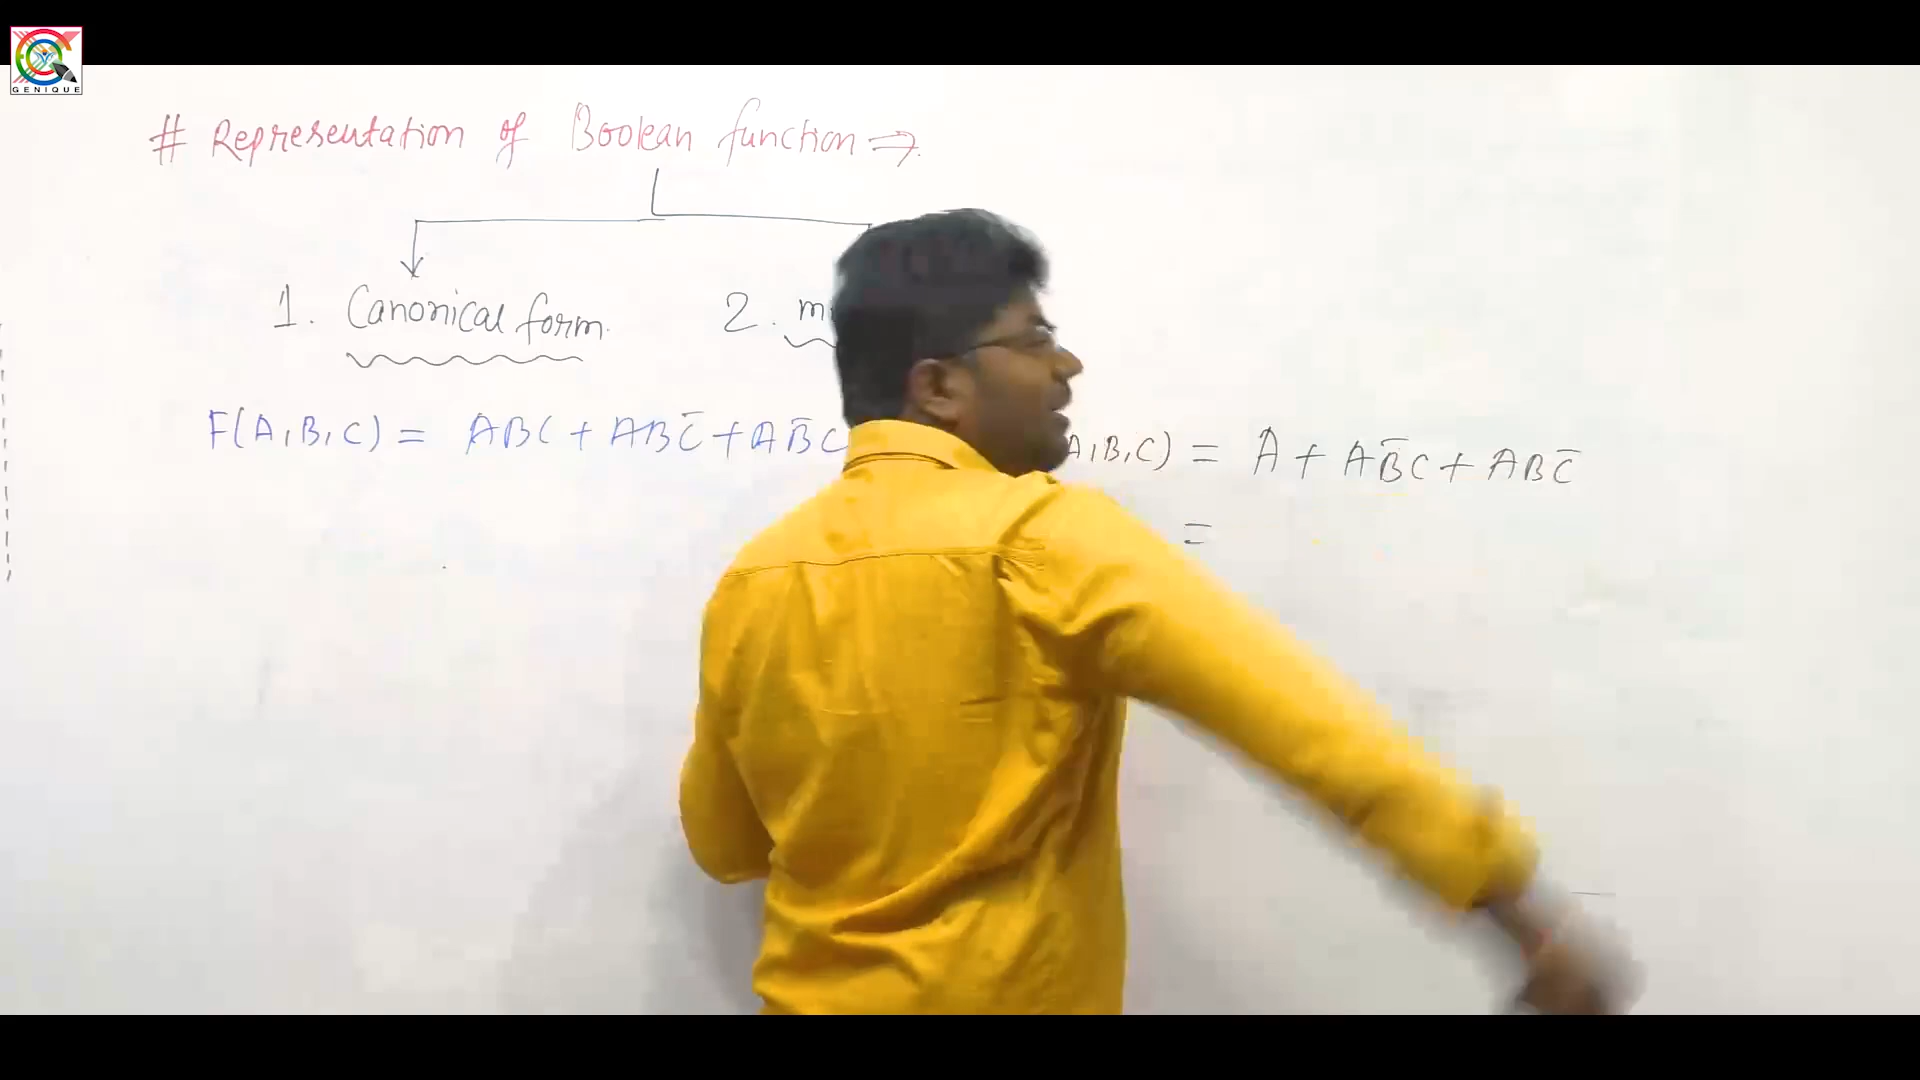 GENIQUE
# Representation of Boolean function ⇒
1. Canonical form 2.
F(A,B,C) = ABC + ABC̅ + AB̅C
A,B,C) = A + AB̅C + ABC̅
=